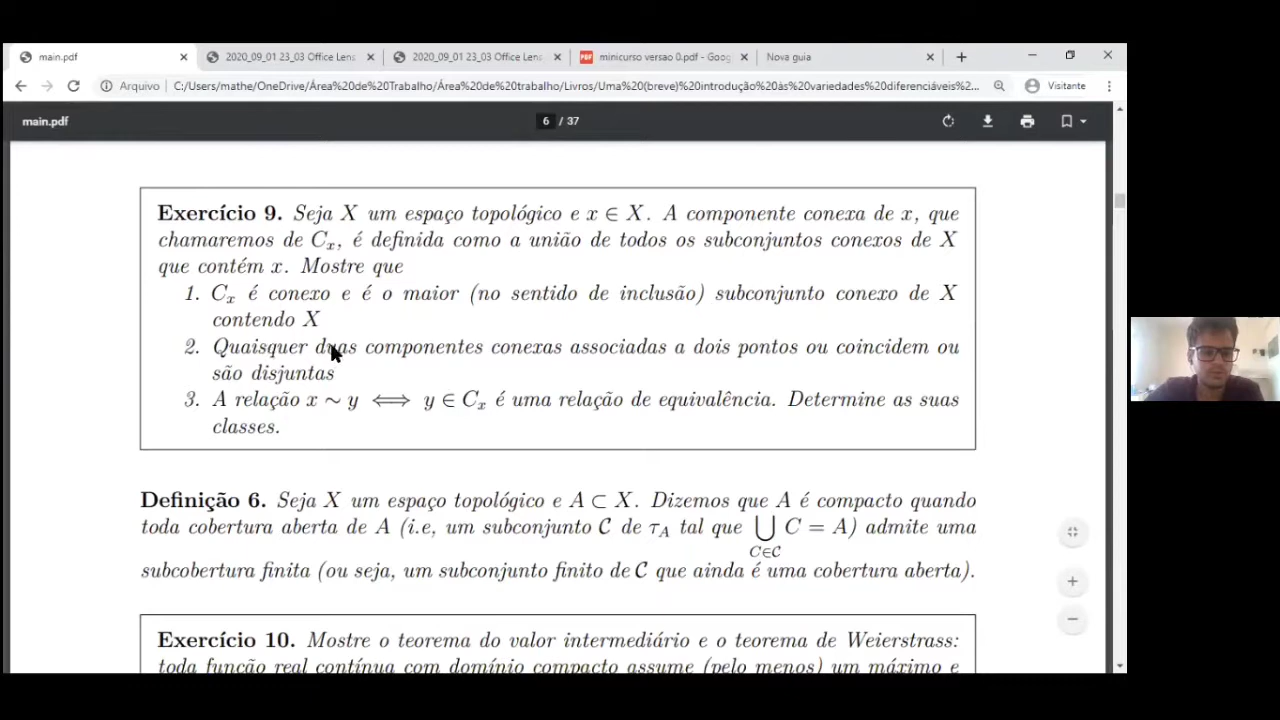 main.pdf
2020_09_01 23_03 Office Lens
2020_09_01 23_03 Office Lens
PDF
minicurso versao 0.pdf - Goog
Nova guia
Arquivo
C:/Users/mathe/OneDrive/Área%20de%20Trabalho/Área%20de%20trabalho/Livros/Uma%20(breve)%20introdução%20às%20variedades%20diferenciáveis%2...
Visitante
main.pdf
6 / 37
Exercício 9. Seja X um espaço topológico e x ∈ X. A componente conexa de x, que
chamaremos de Cₓ, é definida como a união de todos os subconjuntos conexos de X
que contém x. Mostre que
1. Cₓ é conexo e é o maior (no sentido de inclusão) subconjunto conexo de X
contendo X
2. Quaisquer duas componentes conexas associadas a dois pontos ou coincidem ou
são disjuntas
3. A relação x ∼ y ⟺ y ∈ Cₓ é uma relação de equivalência. Determine as suas
classes.
Definição 6. Seja X um espaço topológico e A ⊂ X. Dizemos que A é compacto quando
toda cobertura aberta de A (i.e, um subconjunto 𝒞 de τ_A tal que ⋃ C = A) admite uma
C∈𝒞
subcobertura finita (ou seja, um subconjunto finito de 𝒞 que ainda é uma cobertura aberta).
Exercício 10. Mostre o teorema do valor intermediário e o teorema de Weierstrass:
toda função real contínua com domínio compacto assume (pelo menos) um máximo e